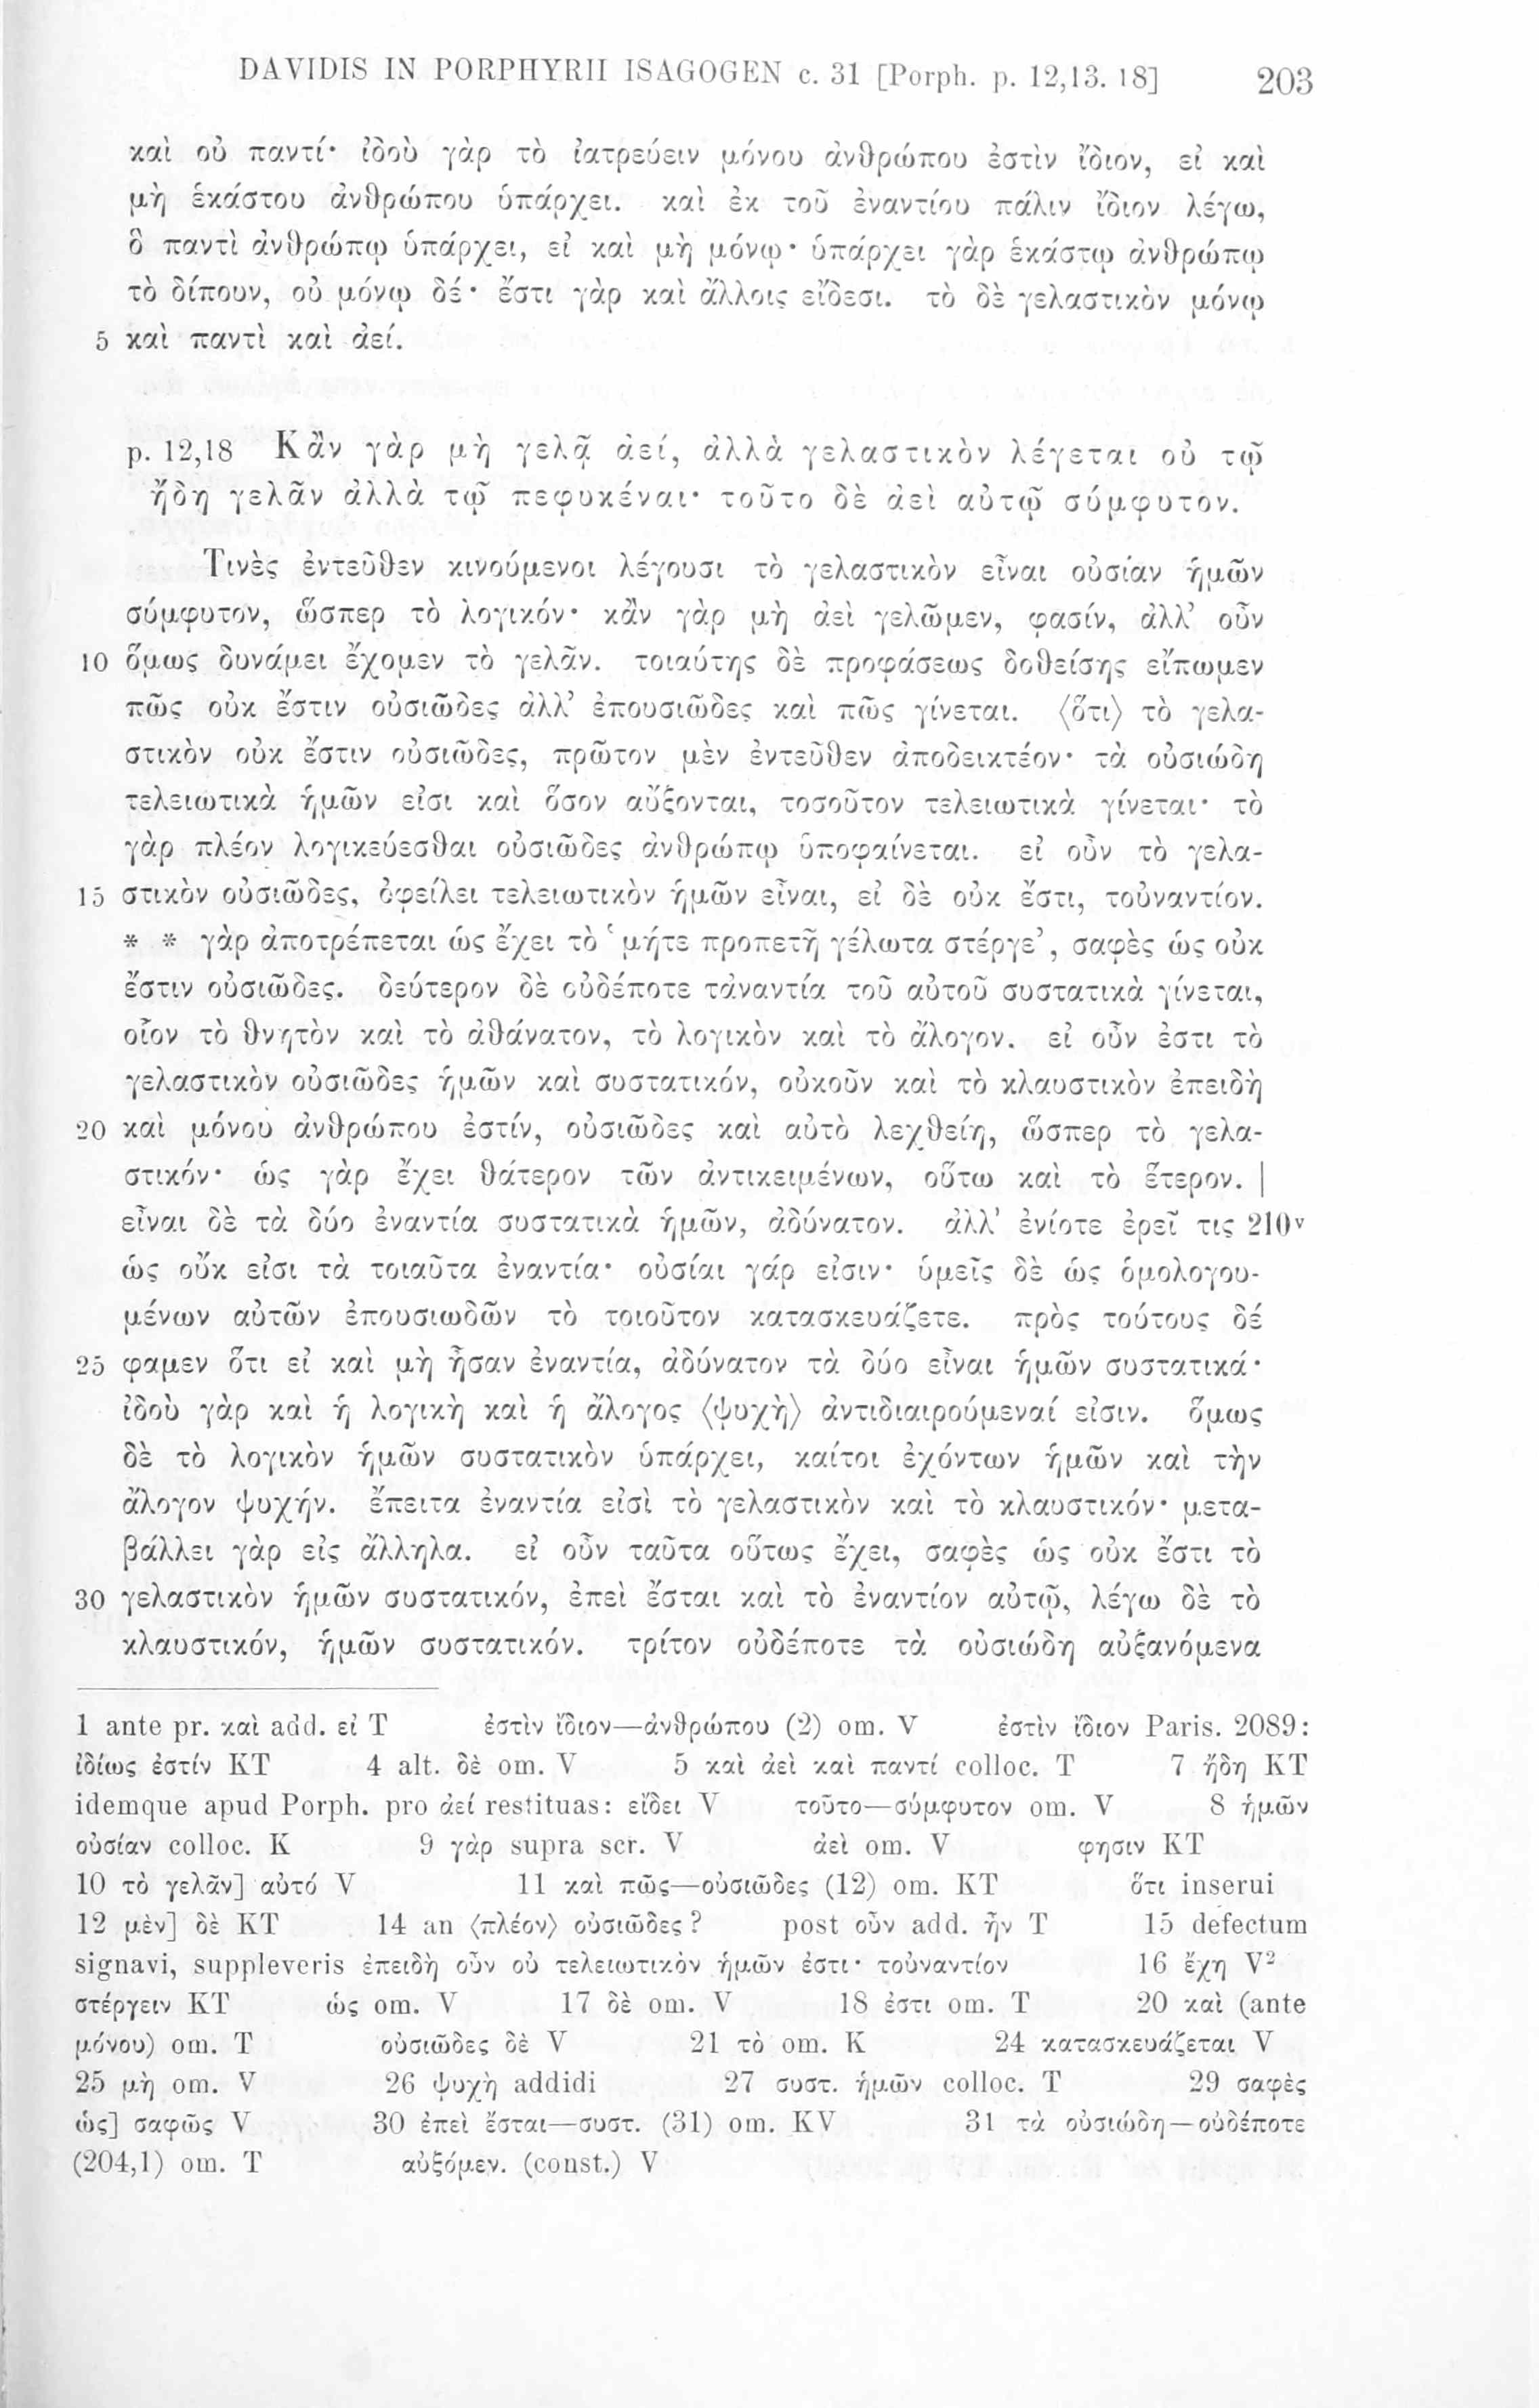 DAVIDIS IN PORPHYRII ISAGOGEN c. 31 [Porph. p. 12,13. 18] 203
καὶ οὐ παντί· ἰδοὺ γὰρ τὸ ἰατρεύειν μόνου ἀνθρώπου ἐστὶν ἴδιον, εἰ καὶ
μὴ ἑκάστου ἀνθρώπου ὑπάρχει. καὶ ἐκ τοῦ ἐναντίου πάλιν ἴδιον λέγω,
ὃ παντὶ ἀνθρώπῳ ὑπάρχει, εἰ καὶ μὴ μόνῳ· ὑπάρχει γὰρ ἑκάστῳ ἀνθρώπῳ
τὸ δίπουν, οὐ μόνῳ δέ· ἔστι γὰρ καὶ ἄλλοις εἴδεσι. τὸ δὲ γελαστικὸν μόνῳ
5 καὶ παντὶ καὶ ἀεί.
p. 12,18 Κἂν γὰρ μὴ γελᾷ ἀεί, ἀλλὰ γελαστικὸν λέγεται οὐ τῷ
ἤδη γελᾶν ἀλλὰ τῷ πεφυκέναι· τοῦτο δὲ ἀεὶ αὐτῷ σύμφυτον.
Τινὲς ἐντεῦθεν κινούμενοι λέγουσι τὸ γελαστικὸν εἶναι οὐσίαν ἡμῶν
σύμφυτον, ὥσπερ τὸ λογικόν· κἂν γὰρ μὴ ἀεὶ γελῶμεν, φασίν, ἀλλ’ οὖν
10 ὅμως δυνάμει ἔχομεν τὸ γελᾶν. τοιαύτης δὲ προφάσεως δοθείσης εἴπωμεν
πῶς οὐκ ἔστιν οὐσιῶδες ἀλλ’ ἐπουσιῶδες καὶ πῶς γίνεται. ⟨ὅτι⟩ τὸ γελα-
στικὸν οὐκ ἔστιν οὐσιῶδες, πρῶτον μὲν ἐντεῦθεν ἀποδεικτέον· τὰ οὐσιώδη
τελειωτικὰ ἡμῶν εἰσι καὶ ὅσον αὔξονται, τοσοῦτον τελειωτικὰ γίνεται· τὸ
γὰρ πλέον λογικεύεσθαι οὐσιῶδες ἀνθρώπῳ ὑποφαίνεται. εἰ οὖν τὸ γελα-
15 στικὸν οὐσιῶδες, ὀφείλει τελειωτικὸν ἡμῶν εἶναι, εἰ δὲ οὐκ ἔστι, τοὐναντίον.
* * γὰρ ἀποτρέπεται ὡς ἔχει τὸ ‘μήτε προπετῆ γέλωτα στέργε’, σαφὲς ὡς οὐκ
ἔστιν οὐσιῶδες. δεύτερον δὲ οὐδέποτε τἀναντία τοῦ αὐτοῦ συστατικὰ γίνεται,
οἷον τὸ θνητὸν καὶ τὸ ἀθάνατον, τὸ λογικὸν καὶ τὸ ἄλογον. εἰ οὖν ἐστι τὸ
γελαστικὸν οὐσιῶδες ἡμῶν καὶ συστατικόν, οὐκοῦν καὶ τὸ κλαυστικὸν ἐπειδὴ
20 καὶ μόνου ἀνθρώπου ἐστίν, οὐσιῶδες καὶ αὐτὸ λεχθείη, ὥσπερ τὸ γελα-
στικόν· ὡς γὰρ ἔχει θάτερον τῶν ἀντικειμένων, οὕτω καὶ τὸ ἕτερον. |
εἶναι δὲ τὰ δύο ἐναντία συστατικὰ ἡμῶν, ἀδύνατον. ἀλλ’ ἐνίοτε ἐρεῖ τις 210v
ὡς οὔκ εἰσι τὰ τοιαῦτα ἐναντία· οὐσίαι γάρ εἰσιν· ὑμεῖς δὲ ὡς ὁμολογου-
μένων αὐτῶν ἐπουσιωδῶν τὸ τοιοῦτον κατασκευάζετε. πρὸς τούτους δέ
25 φαμεν ὅτι εἰ καὶ μὴ ἦσαν ἐναντία, ἀδύνατον τὰ δύο εἶναι ἡμῶν συστατικά·
ἰδοὺ γὰρ καὶ ἡ λογικὴ καὶ ἡ ἄλογος ⟨ψυχὴ⟩ ἀντιδιαιρούμεναί εἰσιν. ὅμως
δὲ τὸ λογικὸν ἡμῶν συστατικὸν ὑπάρχει, καίτοι ἐχόντων ἡμῶν καὶ τὴν
ἄλογον ψυχήν. ἔπειτα ἐναντία εἰσὶ τὸ γελαστικὸν καὶ τὸ κλαυστικόν· μετα-
βάλλει γὰρ εἰς ἄλληλα. εἰ οὖν ταῦτα οὕτως ἔχει, σαφὲς ὡς οὐκ ἔστι τὸ
30 γελαστικὸν ἡμῶν συστατικόν, ἐπεὶ ἔσται καὶ τὸ ἐναντίον αὐτῷ, λέγω δὲ τὸ
κλαυστικόν, ἡμῶν συστατικόν. τρίτον οὐδέποτε τὰ οὐσιώδη αὐξανόμενα
1 ante pr. καὶ add. εἰ T ἐστὶν ἴδιον—ἀνθρώπου (2) om. V ἐστὶν ἴδιον Paris. 2089:
ἰδίως ἐστίν KT 4 alt. δὲ om. V 5 καὶ ἀεὶ καὶ παντί colloc. T 7 ἤδη KT
idemque apud Porph. pro ἀεί restituas: εἴδει V τοῦτο—σύμφυτον om. V 8 ἡμῶν
οὐσίαν colloc. K 9 γὰρ supra scr. V ἀεὶ om. V φησιν KT
10 τὸ γελᾶν] αὐτό V 11 καὶ πῶς—οὐσιῶδες (12) om. KT ὅτι inserui
12 μὲν] δὲ KT 14 an ⟨πλέον⟩ οὐσιῶδες? post οὖν add. ἦν T 15 defectum
signavi, suppleveris ἐπειδὴ οὖν οὐ τελειωτικὸν ἡμῶν ἐστι· τοὐναντίον 16 ἔχη V²
στέργειν KT ὡς om. V 17 δὲ om. V 18 ἐστι om. T 20 καὶ (ante
μόνου) om. T οὐσιῶδες δὲ V 21 τὸ om. K 24 κατασκευάζεται V
25 μὴ om. V 26 ψυχὴ addidi 27 συστ. ἡμῶν colloc. T 29 σαφὲς
ὡς] σαφῶς V 30 ἐπεὶ ἔσται—συστ. (31) om. KV 31 τὰ οὐσιώδη—οὐδέποτε
(204,1) om. T αὐξόμεν. (const.) V